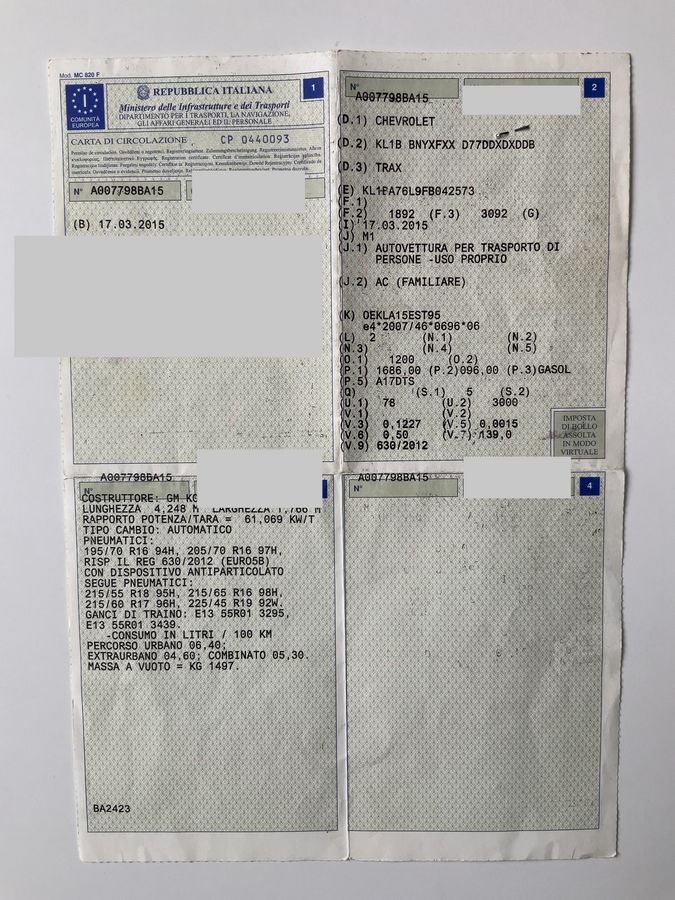 Mod. MC 820 F
REPUBBLICA ITALIANA
1
COMUNITÀ
EUROPEA
Ministero delle Infrastrutture e dei Trasporti
DIPARTIMENTO PER I TRASPORTI, LA NAVIGAZIONE,
GLI AFFARI GENERALI ED IL PERSONALE
CARTA DI CIRCOLAZIONE CP 0440093
N° A007798BA15
(B) 17.03.2015
A007798BA15
N°
2
(D.1) CHEVROLET
(D.2) KL1B BNYXFXX D77DDXDXDDB
(D.3) TRAX
(E) KL1PA76L9FB042573
(F.1)
(F.2) 1892 (F.3) 3092 (G)
(I) 17.03.2015
(J) M1
(J.1) AUTOVETTURA PER TRASPORTO DI
PERSONE -USO PROPRIO
(J.2) AC (FAMILIARE)
(K) OEKLA15EST95
e4*2007/46*0696*06
(L) 2 (N.1) (N.2)
(N.3) (N.4) (N.5)
(O.1) 1200 (O.2)
(P.1) 1686,00 (P.2)096,00 (P.3)GASOL
(P.5) A17DTS
(Q) (S.1) 5 (S.2)
(U.1) 78 (U.2) 3000
(V.1) (V.2)
(V.3) 0,1227 (V.5) 0,0015
(V.6) 0,50 (V.7) 139,0
(V.9) 630/2012
IMPOSTA
DI BOLLO
ASSOLTA
IN MODO
VIRTUALE
A007798BA15
N°
COSTRUTTORE: GM
LUNGHEZZA 4,248 M LARGHEZZA 1,766 M
RAPPORTO POTENZA/TARA = 61,069 KW/T
TIPO CAMBIO: AUTOMATICO
PNEUMATICI:
195/70 R16 94H, 205/70 R16 97H,
RISP IL REG 630/2012 (EURO5B)
CON DISPOSITIVO ANTIPARTICOLATO
SEGUE PNEUMATICI:
215/55 R18 95H, 215/65 R16 98H,
215/60 R17 96H, 225/45 R19 92W.
GANCI DI TRAINO: E13 55R01 3295,
E13 55R01 3439.
-CONSUMO IN LITRI / 100 KM
PERCORSO URBANO 06,40;
EXTRAURBANO 04,60; COMBINATO 05,30.
MASSA A VUOTO = KG 1497.
BA2423
A007798BA15
N°
4